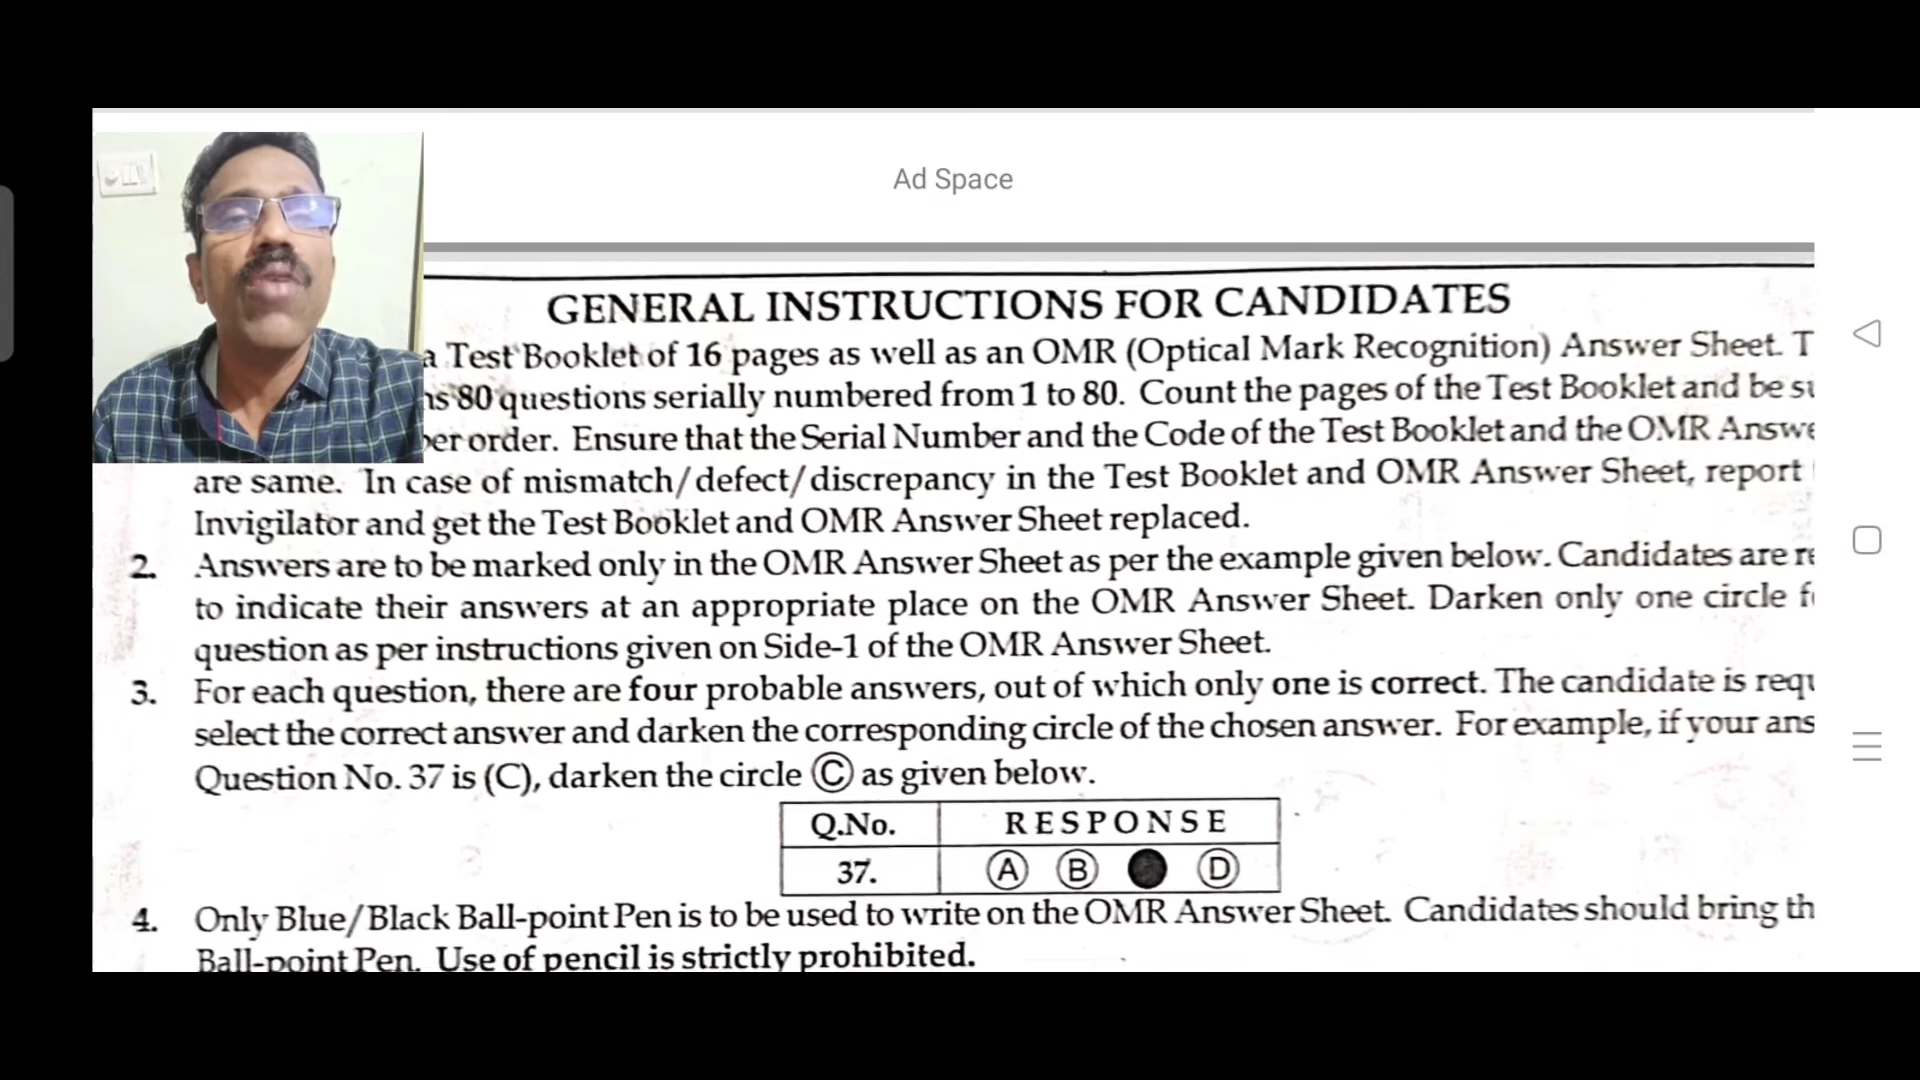 Ad Space
GENERAL INSTRUCTIONS FOR CANDIDATES
a Test Booklet of 16 pages as well as an OMR (Optical Mark Recognition) Answer Sheet. T
80 questions serially numbered from 1 to 80. Count the pages of the Test Booklet and be
order. Ensure that the Serial Number and the Code of the Test Booklet and the OMR
are same. In case of mismatch/defect/discrepancy in the Test Booklet and OMR Answer Sheet, report
Invigilator and get the Test Booklet and OMR Answer Sheet replaced.
2. Answers are to be marked only in the OMR Answer Sheet as per the example given below. Candidates are
to indicate their answers at an appropriate place on the OMR Answer Sheet. Darken only one circle
question as per instructions given on Side-1 of the OMR Answer Sheet.
3. For each question, there are four probable answers, out of which only one is correct. The candidate is
select the correct answer and darken the corresponding circle of the chosen answer. For example, if your ans
Question No. 37 is (C), darken the circle Ⓒ as given below.
Q.No. RESPONSE
37. Ⓐ Ⓑ ● Ⓓ
4. Only Blue/Black Ball-point Pen is to be used to write on the OMR Answer Sheet. Candidates should bring th
Ball-point Pen. Use of pencil is strictly prohibited.